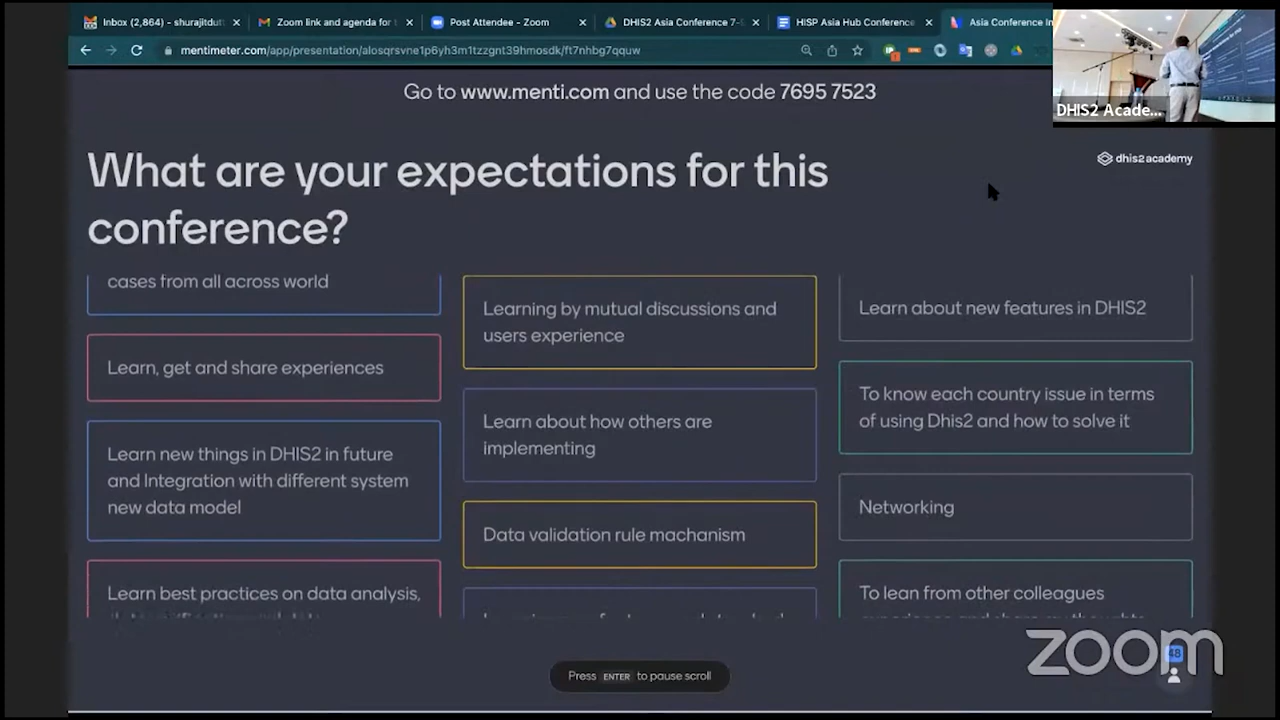 Inbox (2,864) - shurajitdut
Zoom link and agenda for t
Post Attendee - Zoom
DHIS2 Asia Conference 7-
HiSP Asia Hub Conference
Asia Conference In
mentimeter.com/app/presentation/alosqrsvne1p6yh3m1tzzgnt39hmosdk/ft7nhbg7qquw
DHIS2 Acade...
Go to www.menti.com and use the code 7695 7523
What are your expectations for this
conference?
dhis2academy
cases from all across world
Learn, get and share experiences
Learn new things in DHIS2 in future
and Integration with different system
new data model
Learn best practices on data analysis,
Learning by mutual discussions and
users experience
Learn about how others are
implementing
Data validation rule machanism
Learn about new features in DHIS2
To know each country issue in terms
of using Dhis2 and how to solve it
Networking
To lean from other colleagues
Press ENTER to pause scroll
zoom
48